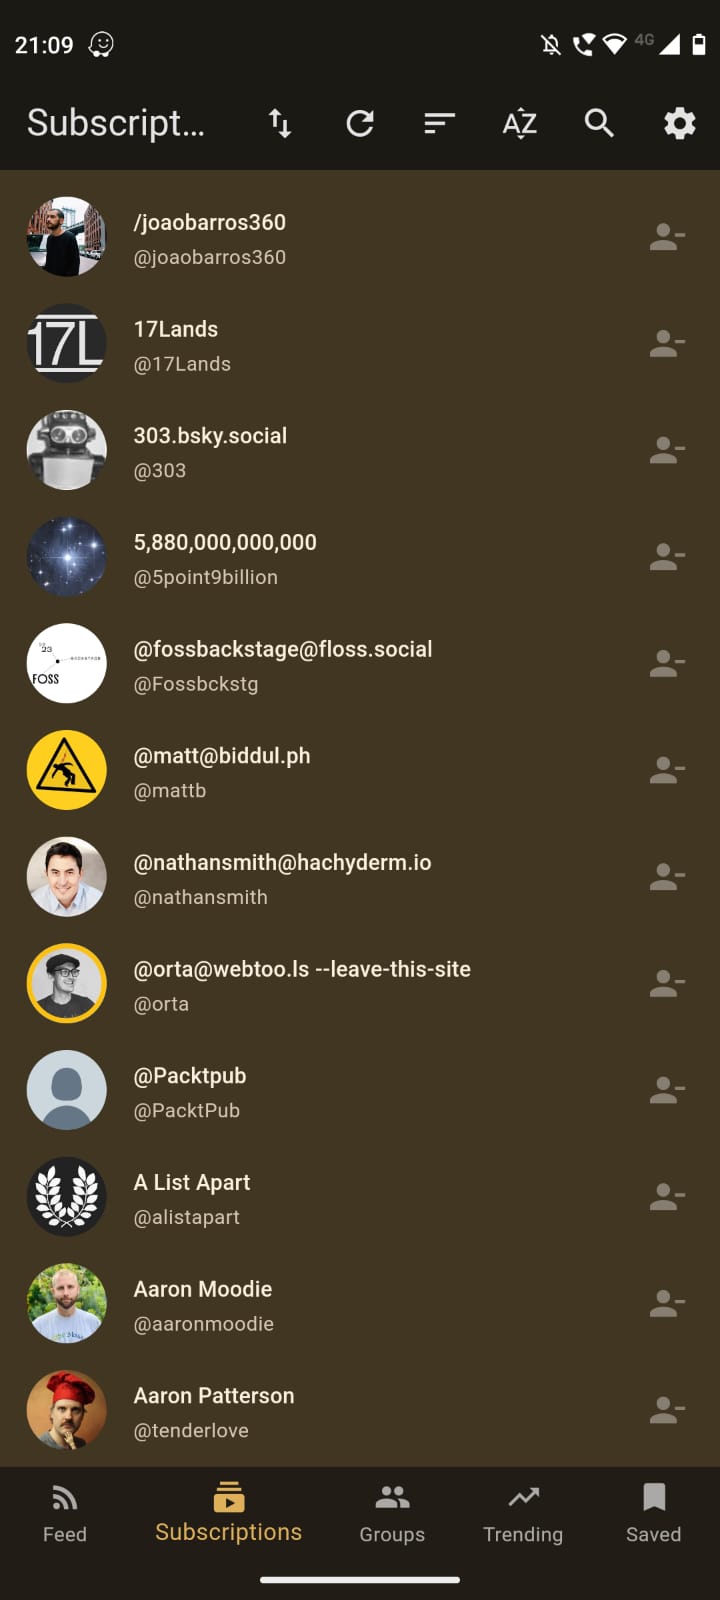 21:09
4G
Subscript...
AZ
/joaobarros360
@joaobarros360
17L
17Lands
@17Lands
303.bsky.social
@303
5,880,000,000,000
@5point9billion
23
BACKSTAGE
FOSS
@fossbackstage@floss.social
@Fossbckstg
@matt@biddul.ph
@mattb
@nathansmith@hachyderm.io
@nathansmith
@orta@webtoo.ls --leave-this-site
@orta
@Packtpub
@PacktPub
A List Apart
@alistapart
Aaron Moodie
@aaronmoodie
Aaron Patterson
@tenderlove
Feed
Subscriptions
Groups
Trending
Saved